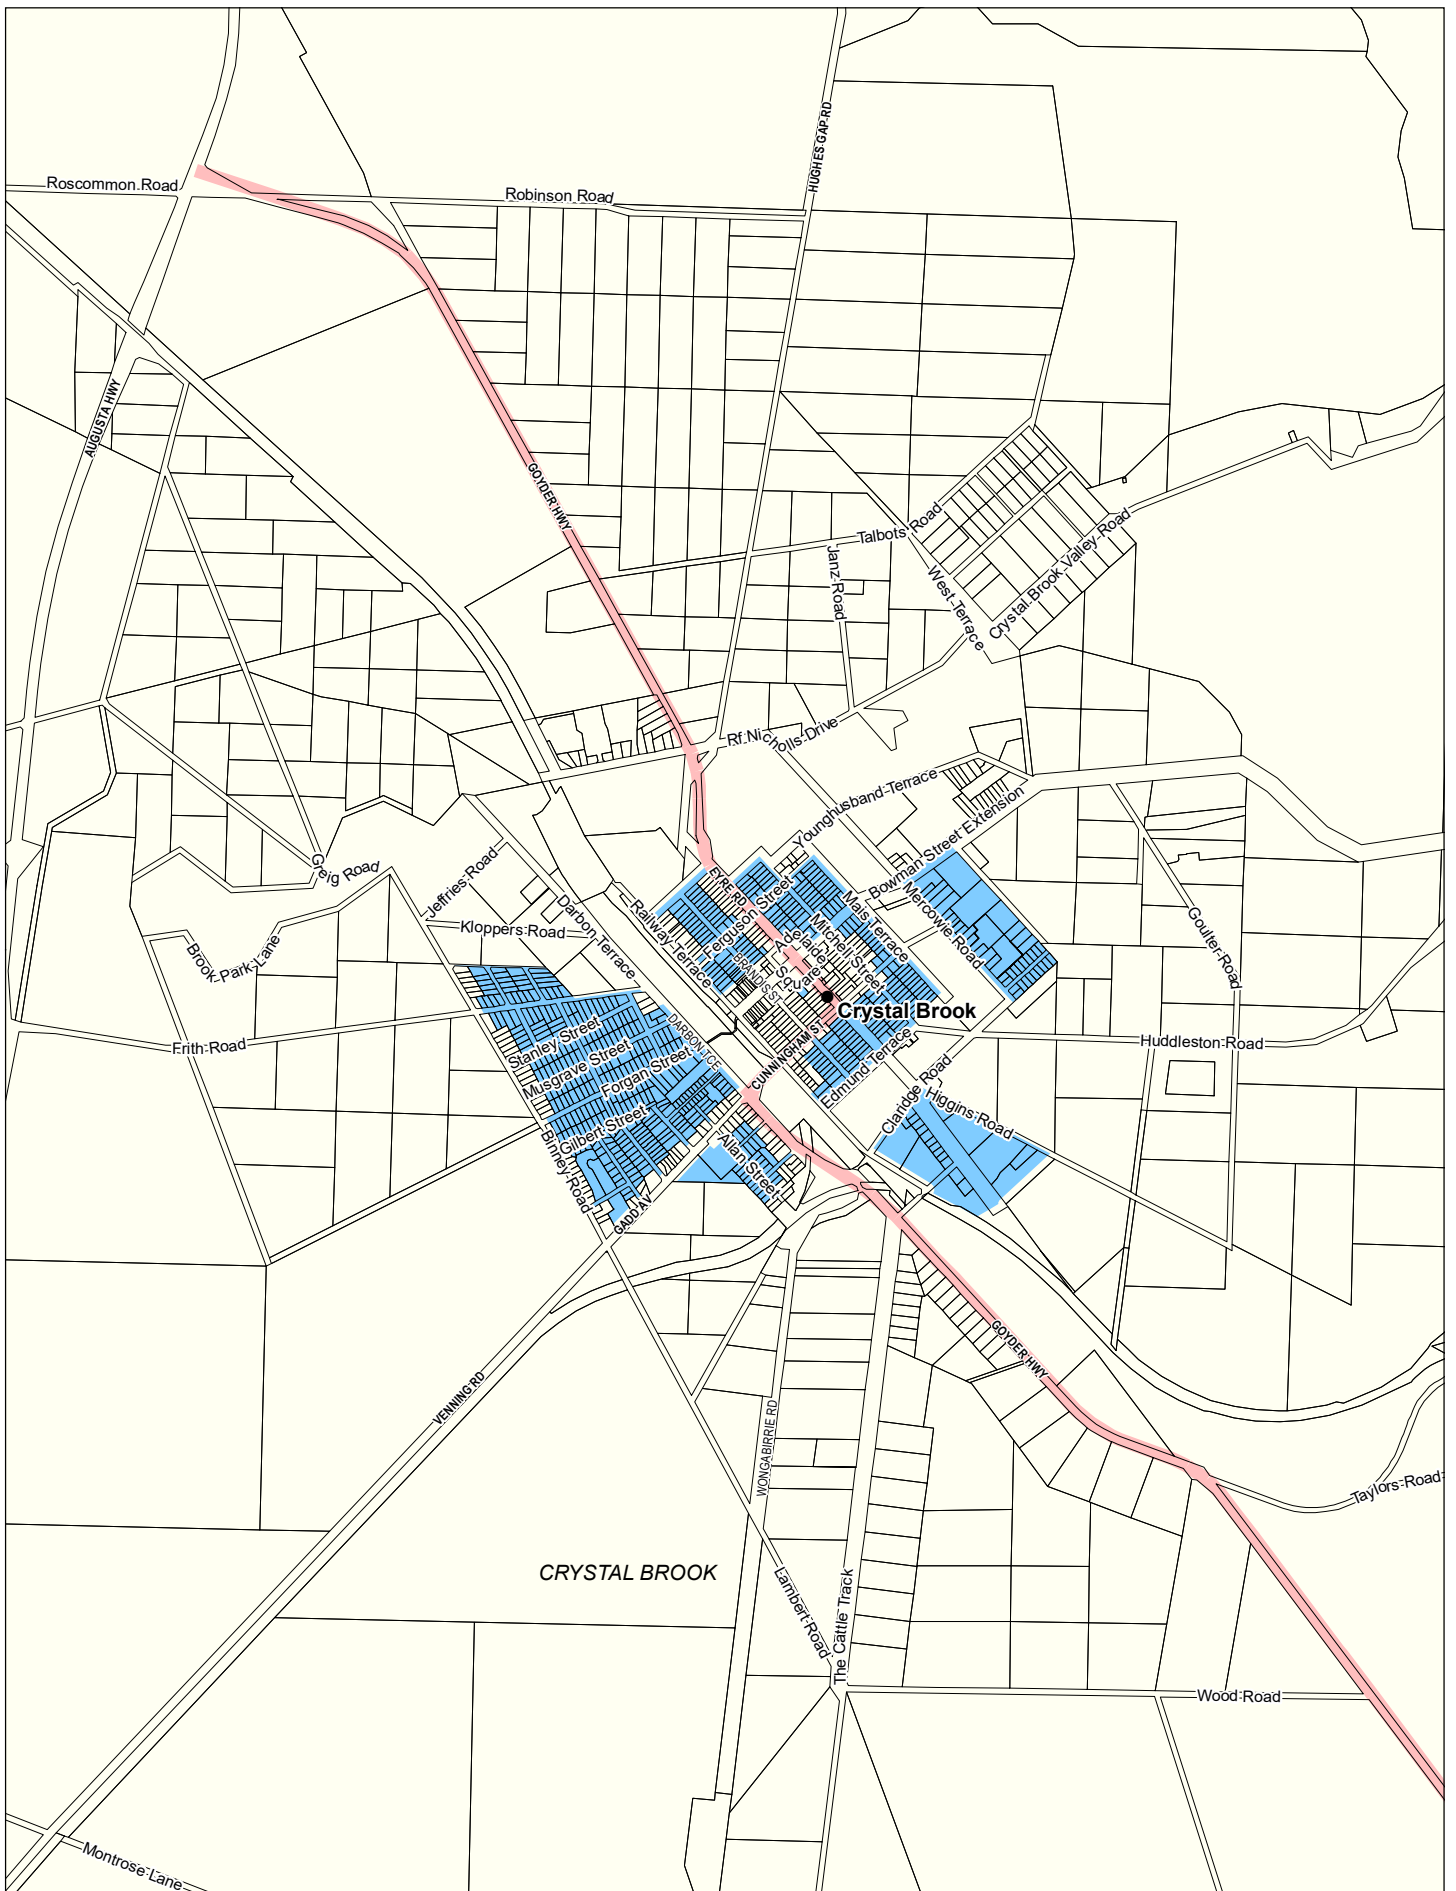 HUGHES GAP RD
Roscommon Road
Robinson Road
AUGUSTA HWY
GOYDER HWY
Talbots Road
Janz Road
West Terrace
Crystal Brook Valley Road
Rf Nicholls Drive
Younghusband Terrace
Bowman Street Extension
Greig Road
Jeffries Road
EYRE RD
Ferguson Street
Mais Terrace
Mercowie Road
Darbon Terrace
Railway Terrace
Kloppers Road
Adelaide
Square
Mitchell Street
BRANDIS ST
Goulter Road
Brook Park Lane
Crystal Brook
Frith Road
Stanley Street
Musgrave Street
Forgan Street
DARBON TCE
CUNNINGHAM ST
Edmund Terrace
Huddleston Road
Claridge Road
Higgins Road
Gilbert Street
Binney Road
Allan Street
GADD AV
GOYDER HWY
VENNING RD
WONGABIRRIE RD
Taylors Road
CRYSTAL BROOK
Lambert Road
The Cattle Track
Wood Road
Montrose Lane